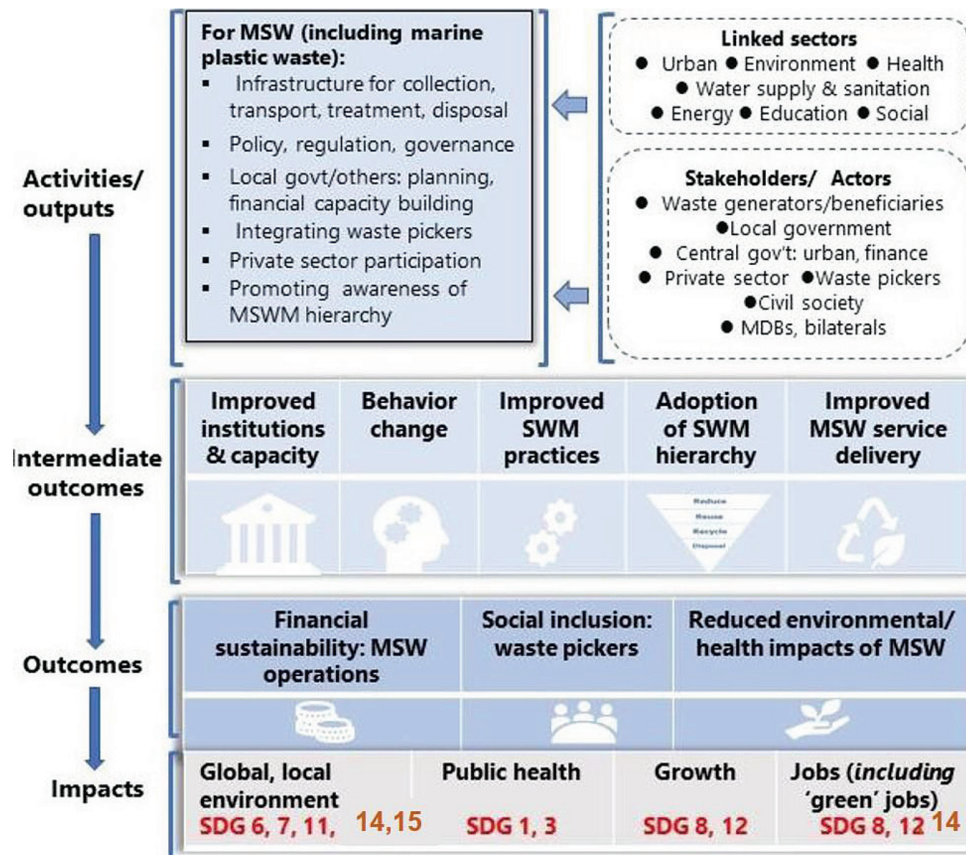 For MSW (including marine
plastic waste):
▪ Infrastructure for collection,
transport, treatment, disposal
▪ Policy, regulation, governance
▪ Local govt/others: planning,
financial capacity building
▪ Integrating waste pickers
▪ Private sector participation
▪ Promoting awareness of
MSWM hierarchy
Linked sectors
● Urban ● Environment ● Health
● Water supply & sanitation
● Energy ● Education ● Social
Stakeholders/ Actors
● Waste generators/beneficiaries
●Local government
● Central gov't: urban, finance
● Private sector ●Waste pickers
●Civil society
● MDBs, bilaterals
Activities/
outputs
Intermediate
outcomes
Improved
institutions
& capacity
Behavior
change
Improved
SWM
practices
Adoption
of SWM
hierarchy
Improved
MSW service
delivery
Reduce
Reuse
Recycle
Disposal
Outcomes
Financial
sustainability: MSW
operations
Social inclusion:
waste pickers
Reduced environmental/
health impacts of MSW
Impacts
Global, local
environment
SDG 6, 7, 11, 14,15
Public health
SDG 1, 3
Growth
SDG 8, 12
Jobs (including
'green' jobs)
SDG 8, 12 14